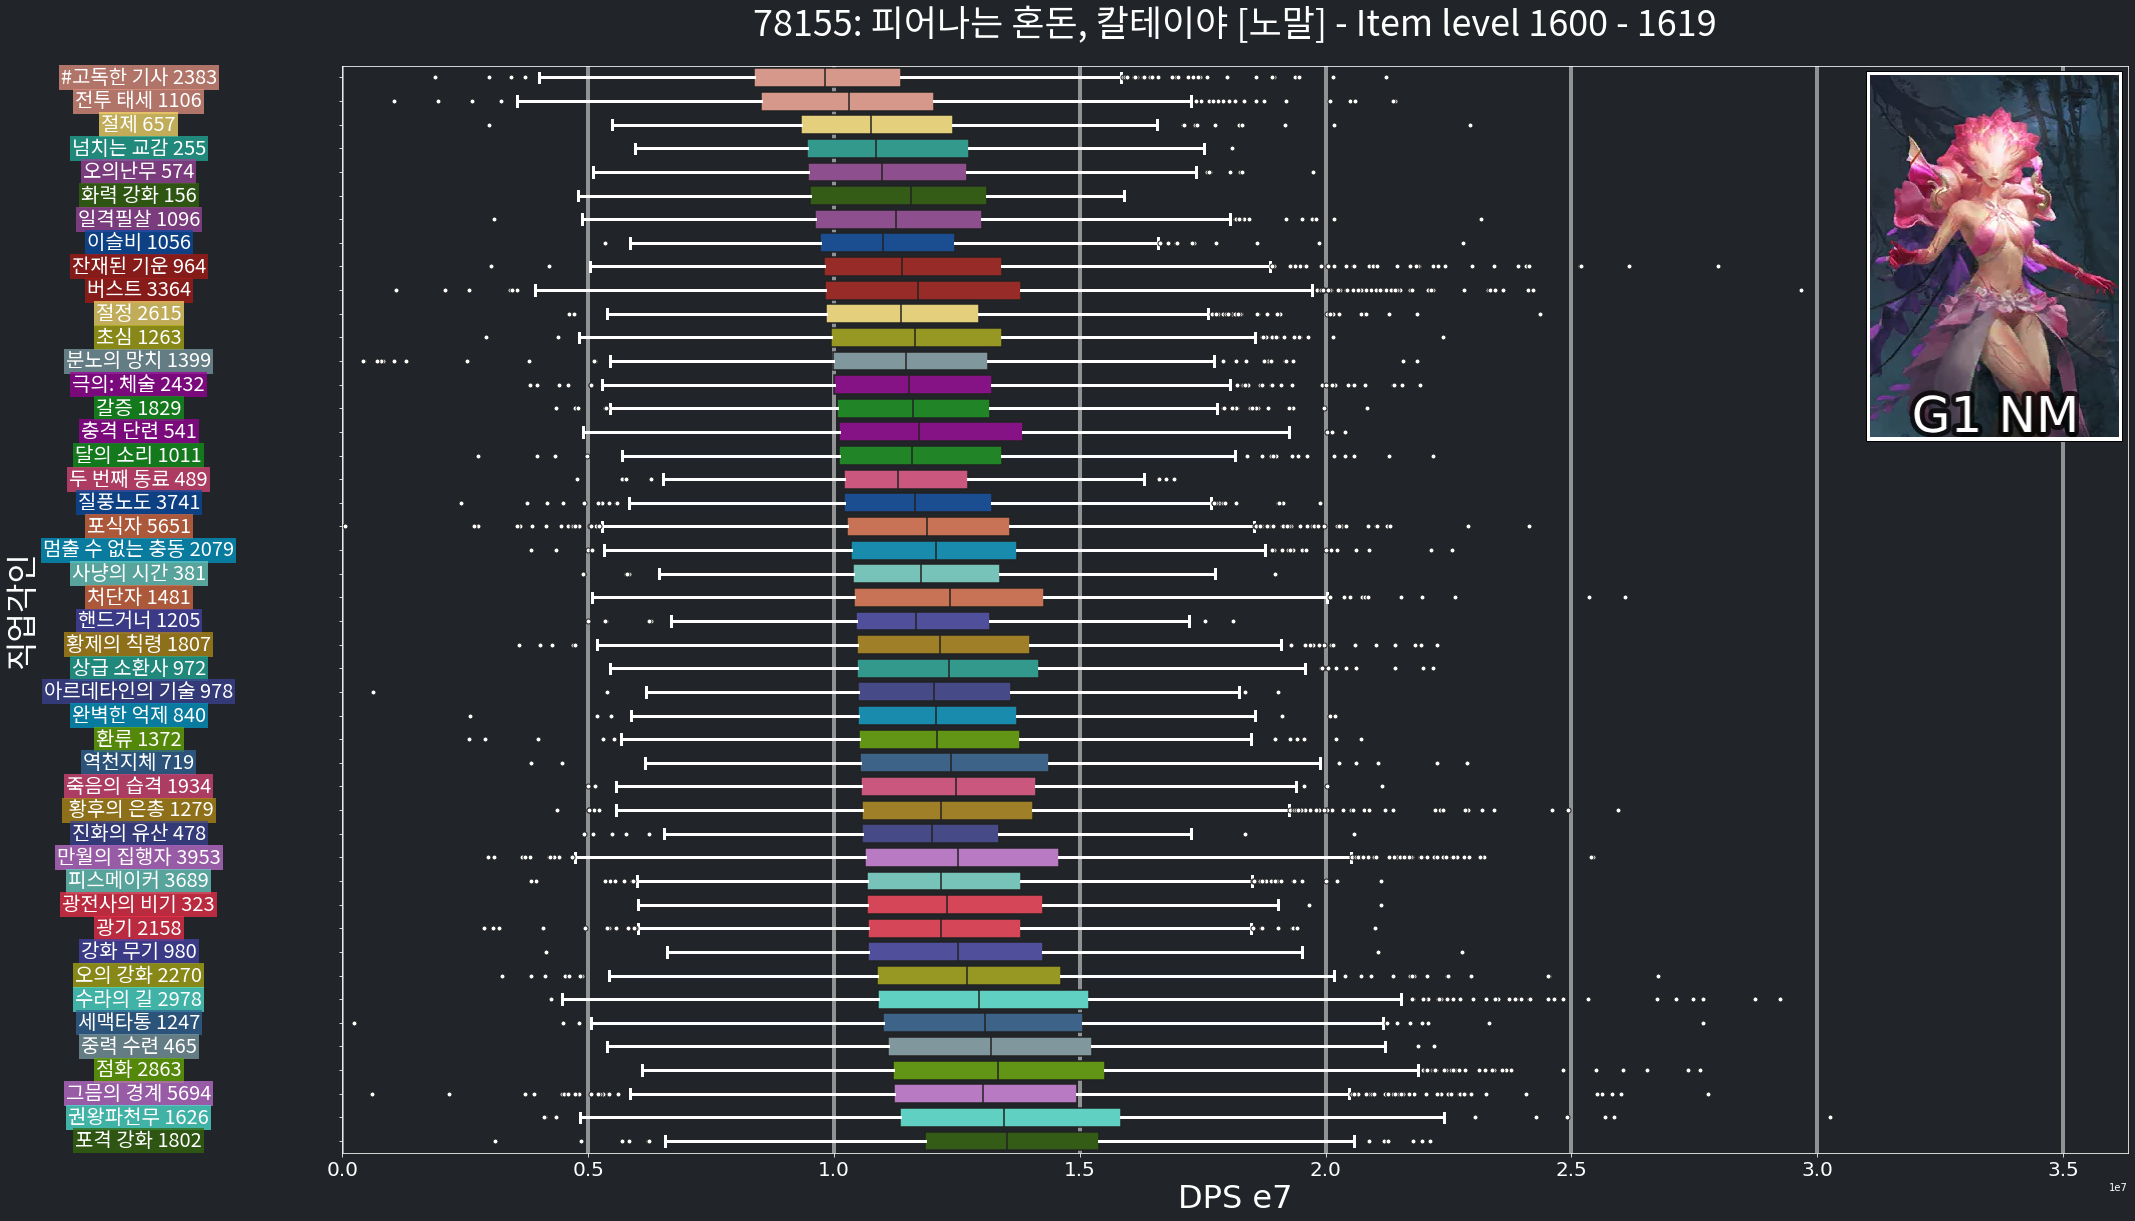 78155: 피어나는 혼돈, 칼테이야 [노말] - Item level 1600 - 1619
#고독한 기사 2383
전투 태세 1106
절제 657
넘치는 교감 255
오의난무 574
화력 강화 156
일격필살 1096
이슬비 1056
잔재된 기운 964
버스트 3364
절정 2615
초심 1263
분노의 망치 1399
극의: 체술 2432
갈증 1829
충격 단련 541
달의 소리 1011
두 번째 동료 489
질풍노도 3741
포식자 5651
멈출 수 없는 충동 2079
사냥의 시간 381
처단자 1481
핸드거너 1205
황제의 칙령 1807
상급 소환사 972
아르데타인의 기술 978
완벽한 억제 840
환류 1372
역천지체 719
죽음의 습격 1934
황후의 은총 1279
진화의 유산 478
만월의 집행자 3953
피스메이커 3689
광전사의 비기 323
광기 2158
강화 무기 980
오의 강화 2270
수라의 길 2978
세맥타통 1247
중력 수련 465
점화 2863
그믐의 경계 5694
권왕파천무 1626
포격 강화 1802
직업각인
G1 NM
0.0 0.5 1.0 1.5 2.0 2.5 3.0 3.5
1e7
DPS e7